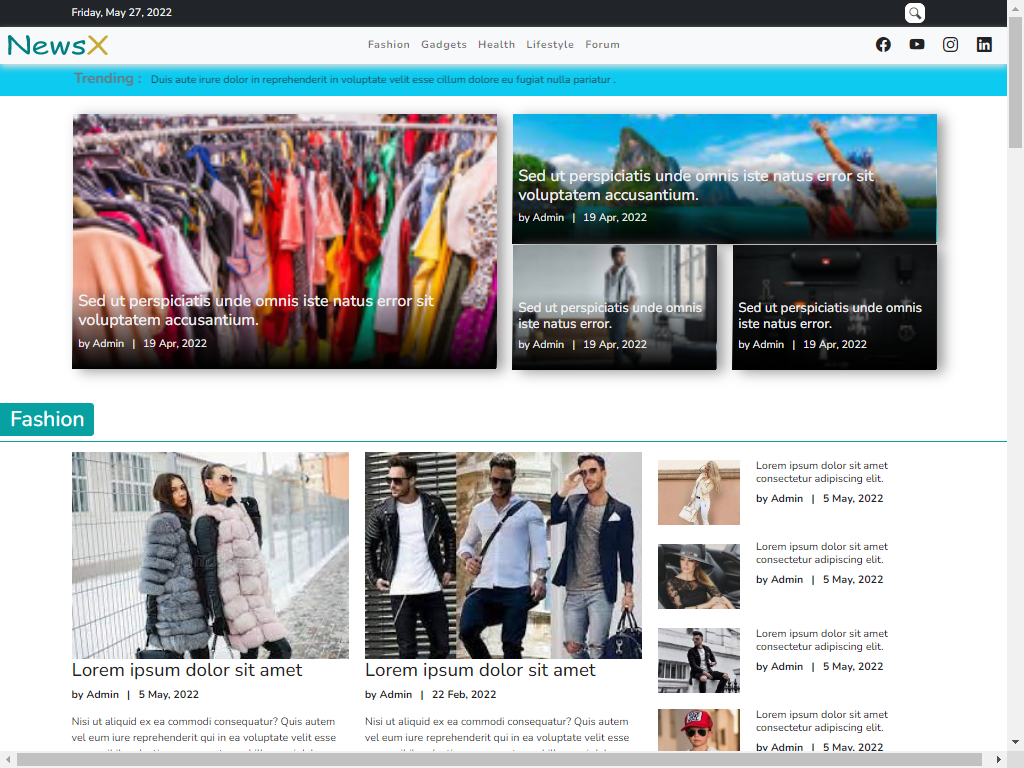 Friday, May 27, 2022
NewsX
Fashion Gadgets Health Lifestyle Forum
Trending : Duis aute irure dolor in reprehenderit in voluptate velit esse cillum dolore eu fugiat nulla pariatur .
Sed ut perspiciatis unde omnis iste natus error sit
voluptatem accusantium.
by Admin | 19 Apr, 2022
Sed ut perspiciatis unde omnis iste natus error sit
voluptatem accusantium.
by Admin | 19 Apr, 2022
Sed ut perspiciatis unde omnis
iste natus error.
by Admin | 19 Apr, 2022
Sed ut perspiciatis unde omnis
iste natus error.
by Admin | 19 Apr, 2022
Fashion
Lorem ipsum dolor sit amet
by Admin | 5 May, 2022
Nisi ut aliquid ex ea commodi consequatur? Quis autem
vel eum iure reprehenderit qui in ea voluptate velit esse
Lorem ipsum dolor sit amet
by Admin | 22 Feb, 2022
Nisi ut aliquid ex ea commodi consequatur? Quis autem
vel eum iure reprehenderit qui in ea voluptate velit esse
Lorem ipsum dolor sit amet
consectetur adipiscing elit.
by Admin | 5 May, 2022
Lorem ipsum dolor sit amet
consectetur adipiscing elit.
by Admin | 5 May, 2022
Lorem ipsum dolor sit amet
consectetur adipiscing elit.
by Admin | 5 May, 2022
Lorem ipsum dolor sit amet
consectetur adipiscing elit.
by Admin | 5 May, 2022